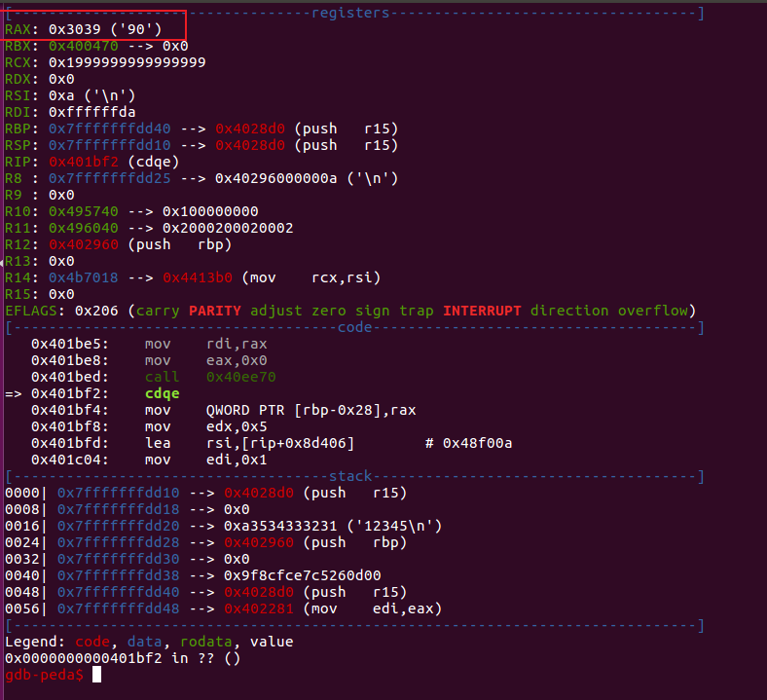 [----------------------------------registers-----------------------------------]
RAX: 0x3039 ('90')
RBX: 0x400470 --> 0x0
RCX: 0x1999999999999999
RDX: 0x0
RSI: 0xa ('\n')
RDI: 0xffffffda
RBP: 0x7fffffffdd40 --> 0x4028d0 (push   r15)
RSP: 0x7fffffffdd10 --> 0x4028d0 (push   r15)
RIP: 0x401bf2 (cdqe)
R8 : 0x7fffffffdd25 --> 0x40296000000a ('\n')
R9 : 0x0
R10: 0x495740 --> 0x100000000
R11: 0x496040 --> 0x2000200020002
R12: 0x402960 (push   rbp)
R13: 0x0
R14: 0x4b7018 --> 0x4413b0 (mov    rcx,rsi)
R15: 0x0
EFLAGS: 0x206 (carry PARITY adjust zero sign trap INTERRUPT direction overflow)
[-------------------------------------code-------------------------------------]
   0x401be5:    mov    rdi,rax
   0x401be8:    mov    eax,0x0
   0x401bed:    call   0x40ee70
=> 0x401bf2:    cdqe
   0x401bf4:    mov    QWORD PTR [rbp-0x28],rax
   0x401bf8:    mov    edx,0x5
   0x401bfd:    lea    rsi,[rip+0x8d406]        # 0x48f00a
   0x401c04:    mov    edi,0x1
[------------------------------------stack-------------------------------------]
0000| 0x7fffffffdd10 --> 0x4028d0 (push   r15)
0008| 0x7fffffffdd18 --> 0x0
0016| 0x7fffffffdd20 --> 0xa3534333231 ('12345\n')
0024| 0x7fffffffdd28 --> 0x402960 (push   rbp)
0032| 0x7fffffffdd30 --> 0x0
0040| 0x7fffffffdd38 --> 0x9f8cfce7c5260d00
0048| 0x7fffffffdd40 --> 0x4028d0 (push   r15)
0056| 0x7fffffffdd48 --> 0x402281 (mov    edi,eax)
[------------------------------------------------------------------------------]
Legend: code, data, rodata, value
0x0000000000401bf2 in ?? ()
gdb-peda$